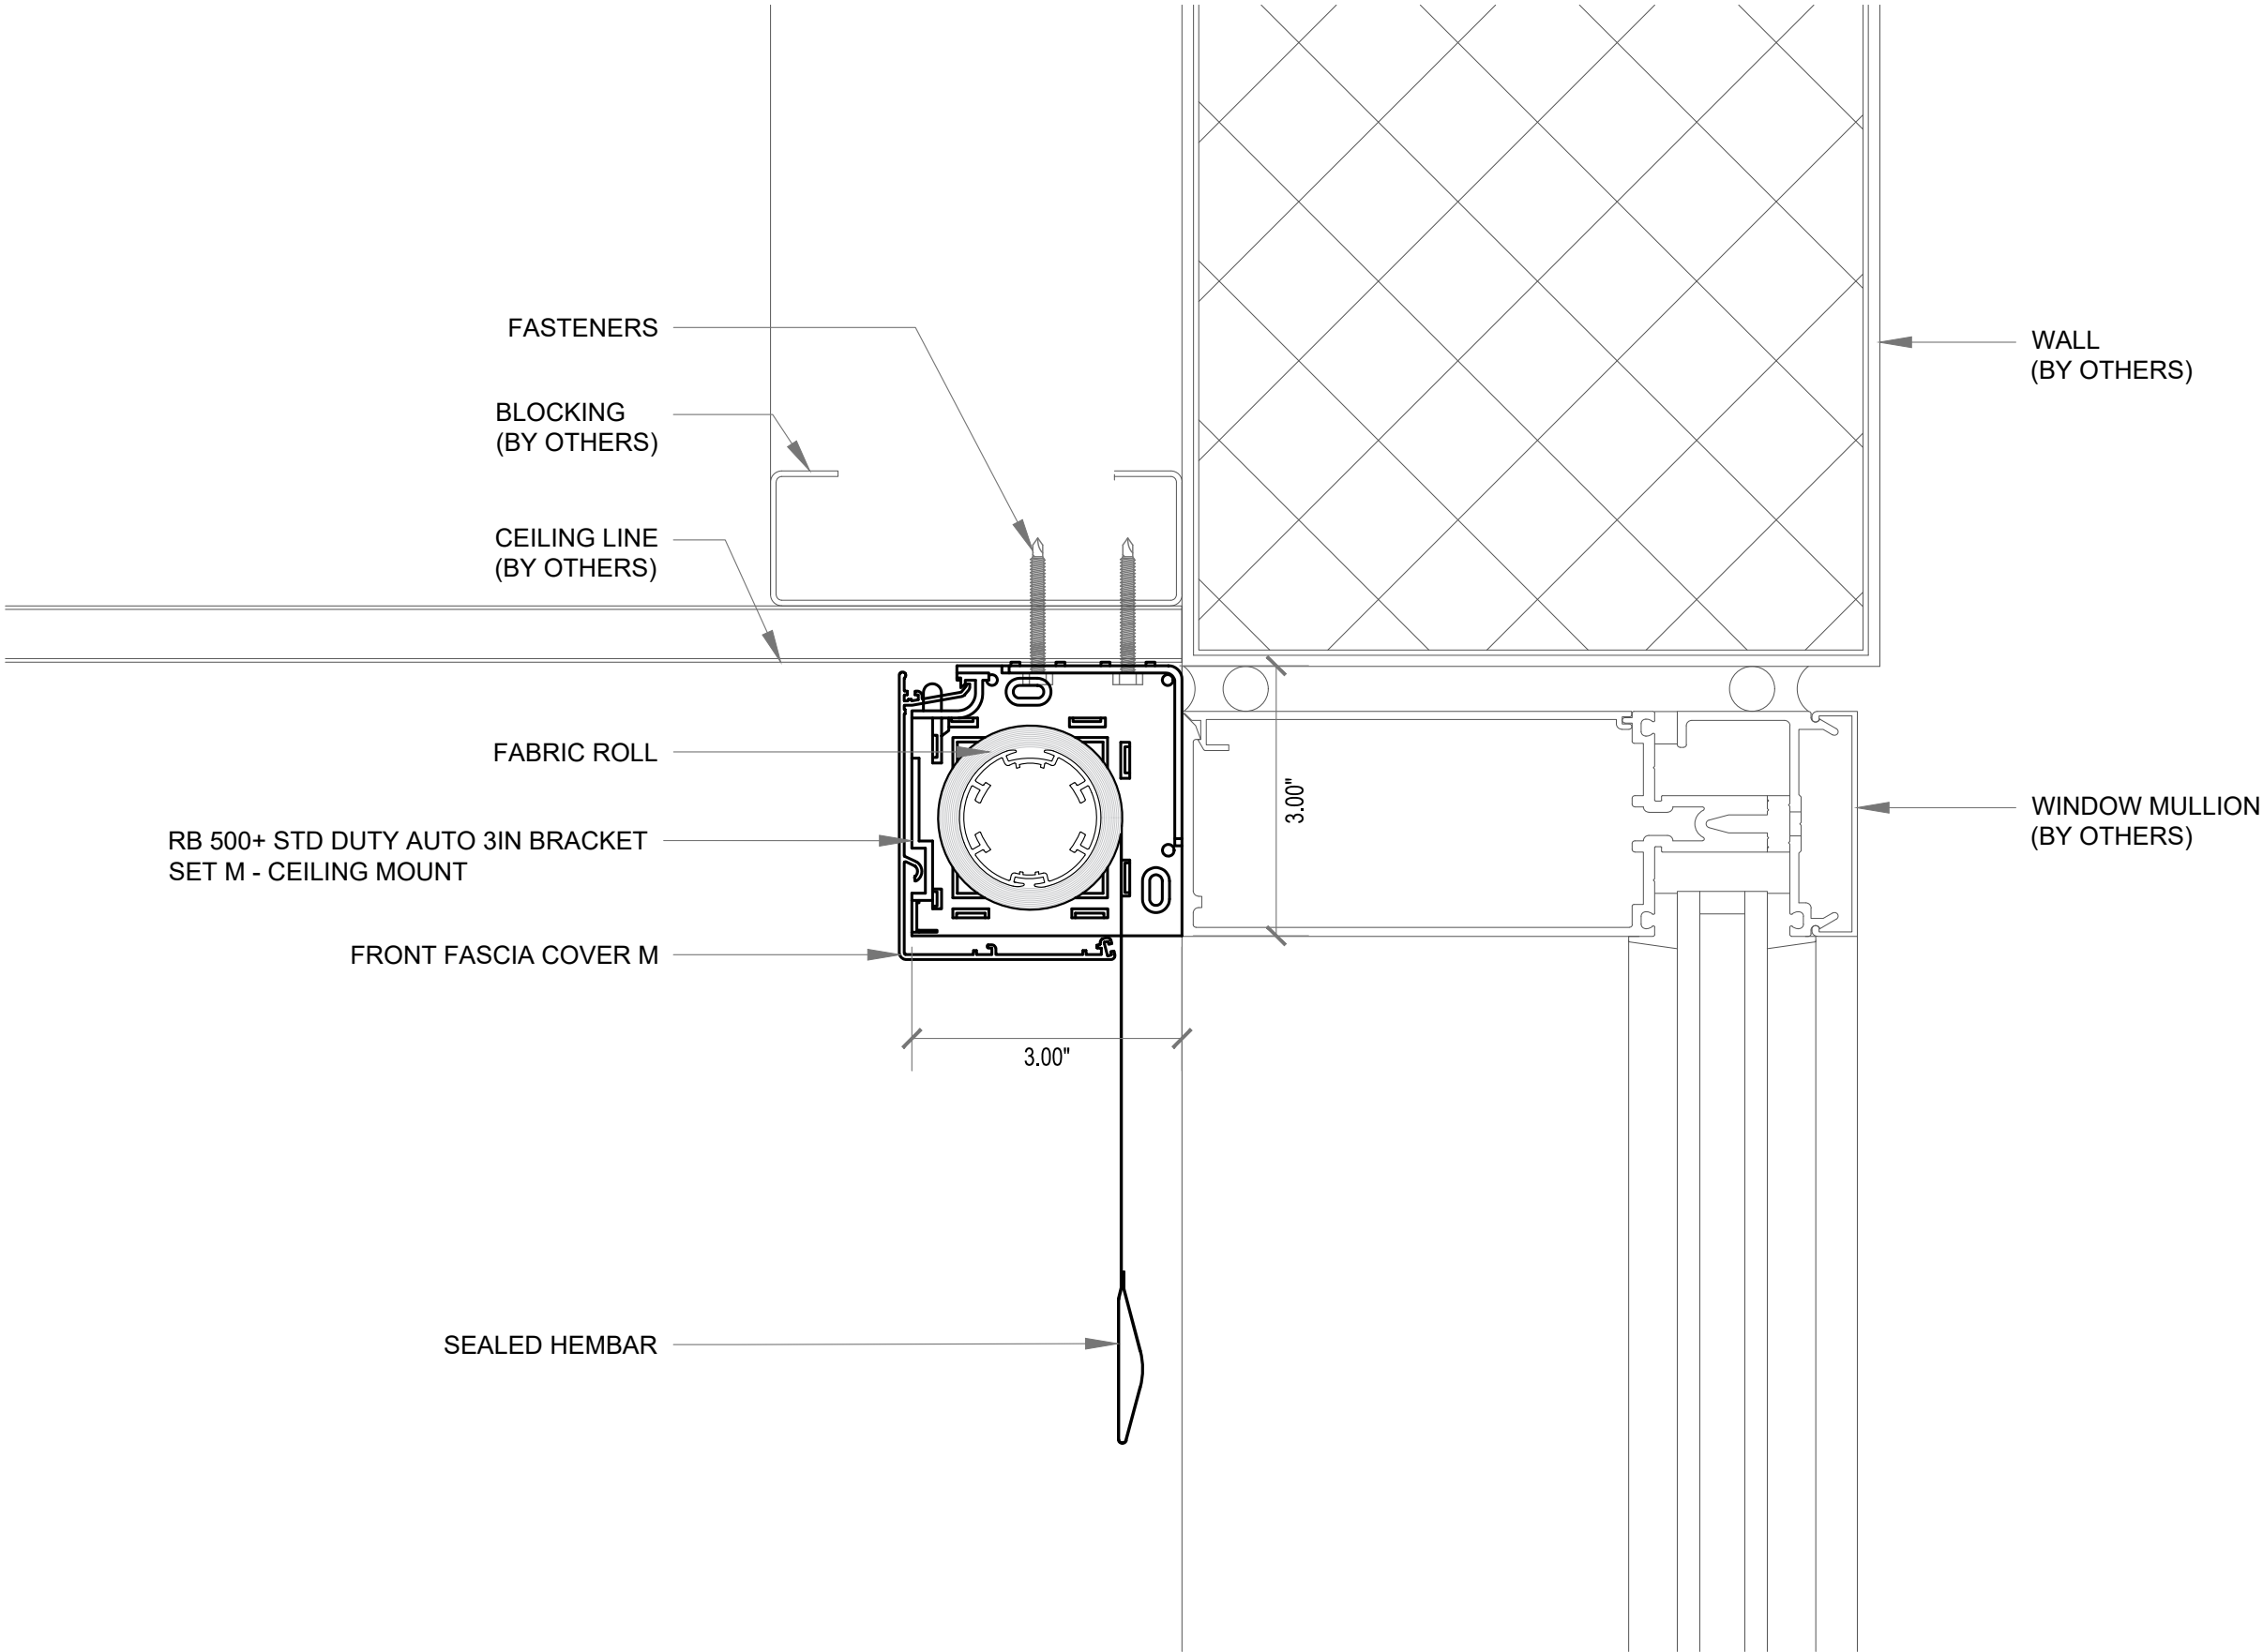 FASTENERS
BLOCKING
(BY OTHERS)
CEILING LINE
(BY OTHERS)
FABRIC ROLL
RB 500+ STD DUTY AUTO 3IN BRACKET
SET M - CEILING MOUNT
FRONT FASCIA COVER M
3.00"
SEALED HEMBAR
3.00"
WALL
(BY OTHERS)
WINDOW MULLION
(BY OTHERS)